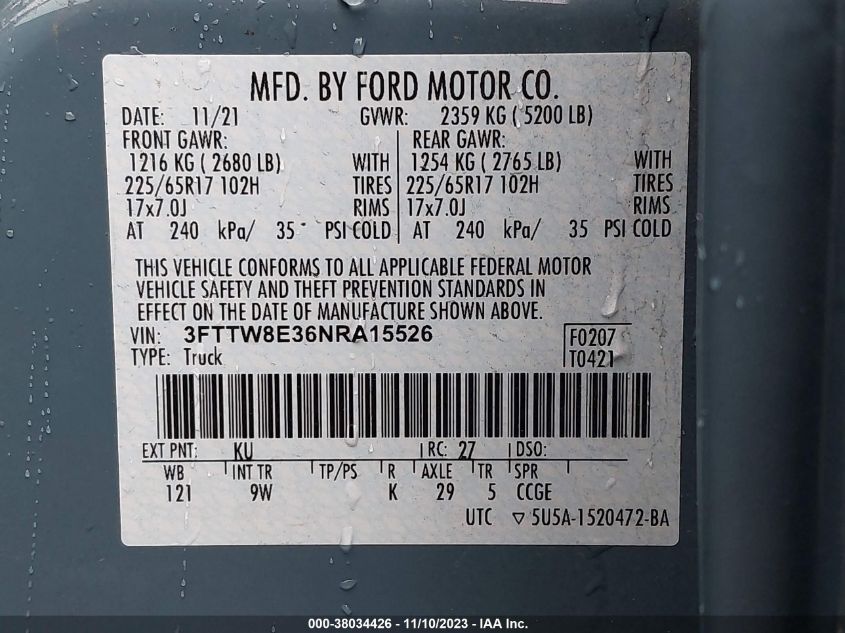 MFD. BY FORD MOTOR CO.
DATE: 11/21 GVWR: 2359 KG ( 5200 LB)
FRONT GAWR: REAR GAWR:
1216 KG ( 2680 LB) WITH 1254 KG ( 2765 LB) WITH
225/65R17 102H TIRES 225/65R17 102H TIRES
17x7.0J RIMS 17x7.0J RIMS
AT 240 kPa/ 35 PSI COLD AT 240 kPa/ 35 PSI COLD
THIS VEHICLE CONFORMS TO ALL APPLICABLE FEDERAL MOTOR
VEHICLE SAFETY AND THEFT PREVENTION STANDARDS IN
EFFECT ON THE DATE OF MANUFACTURE SHOWN ABOVE.
VIN: 3FTTW8E36NRA15526 F0207
TYPE: Truck T0421
EXT PNT: KU RC: 27 DSO:
WB INT TR TP/PS R AXLE TR SPR
121 9W K 29 5 CCGE
UTC ▽ 5U5A-1520472-BA
000-38034426 - 11/10/2023 - IAA Inc.